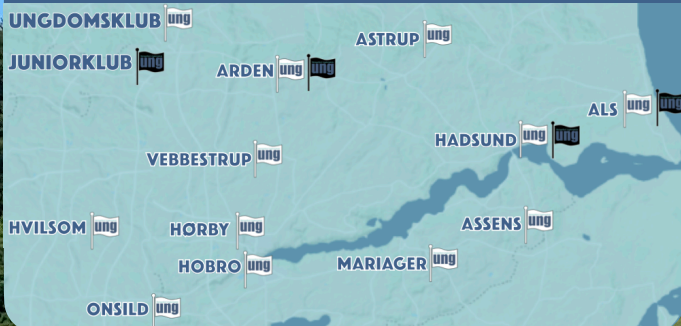 UNGDOMSKLUB ung
ASTRUP ung
JUNIORKLUB ung
ARDEN ung ung
ALS ung ung
HADSUND ung ung
VEBBESTRUP ung
HVILSOM ung
HØRBY ung
ASSENS ung
HOBRO ung
MARIAGER ung
ONSILD ung